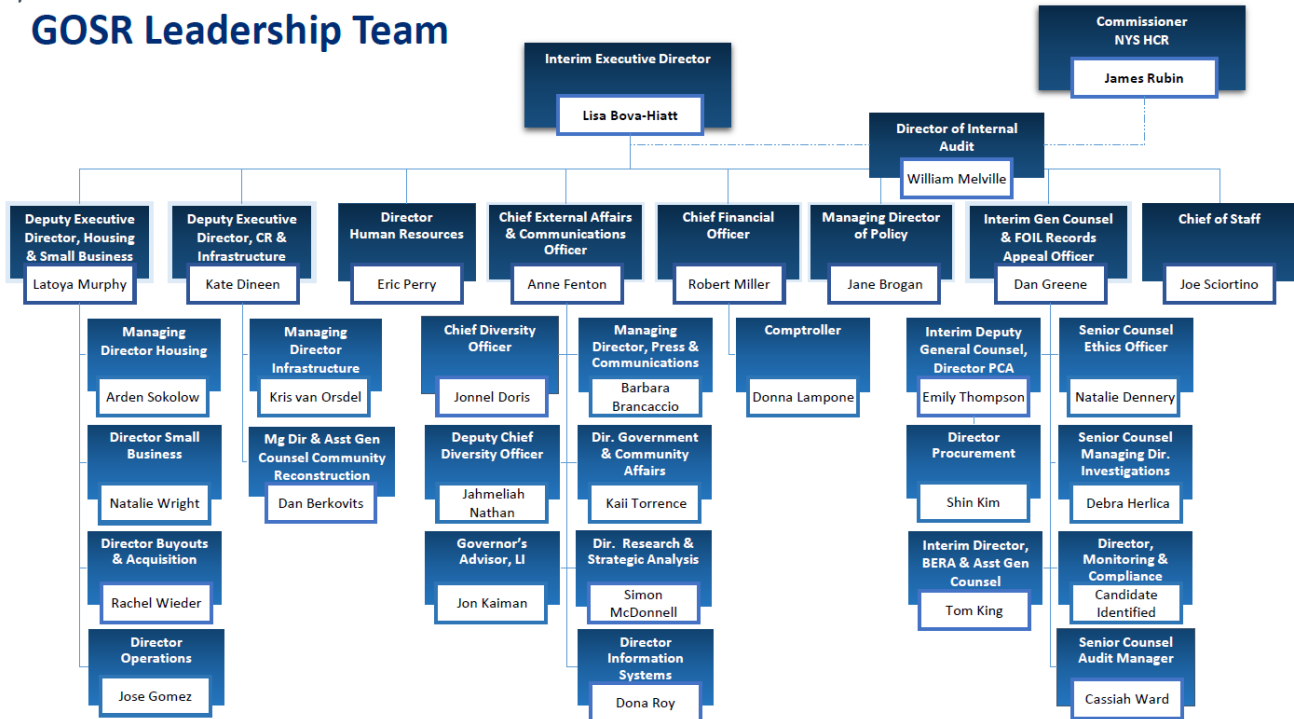 GOSR Leadership Team
Commissioner
NYS HCR
James Rubin
Interim Executive Director
Lisa Bova-Hiatt
Director of Internal
Audit
William Melville
Deputy Executive
Director, Housing
& Small Business
Latoya Murphy
Deputy Executive
Director, CR &
Infrastructure
Kate Dineen
Director
Human Resources
Eric Perry
Chief External Affairs
& Communications
Officer
Anne Fenton
Chief Financial
Officer
Robert Miller
Managing Director
of Policy
Jane Brogan
Interim Gen Counsel
& FOIL Records
Appeal Officer
Dan Greene
Chief of Staff
Joe Sciortino
Managing
Director Housing
Arden Sokolow
Managing
Director
Infrastructure
Kris van Orsdel
Chief Diversity
Officer
Jonnel Doris
Managing
Director, Press &
Communications
Barbara
Brancaccio
Comptroller
Donna Lampone
Interim Deputy
General Counsel,
Director PCA
Emily Thompson
Senior Counsel
Ethics Officer
Natalie Dennery
Director Small
Business
Natalie Wright
Mg Dir & Asst Gen
Counsel Community
Reconstruction
Dan Berkovits
Deputy Chief
Diversity Officer
Jahmeliah
Nathan
Dir. Government
& Community
Affairs
Kaii Torrence
Director
Procurement
Shin Kim
Senior Counsel
Managing Dir.
Investigations
Debra Herlica
Director Buyouts
& Acquisition
Rachel Wieder
Governor's
Advisor, LI
Jon Kaiman
Dir. Research &
Strategic Analysis
Simon
McDonnell
Interim Director,
BERA & Asst Gen
Counsel
Tom King
Director,
Monitoring &
Compliance
Candidate
Identified
Director
Operations
Jose Gomez
Director
Information
Systems
Dona Roy
Senior Counsel
Audit Manager
Cassiah Ward